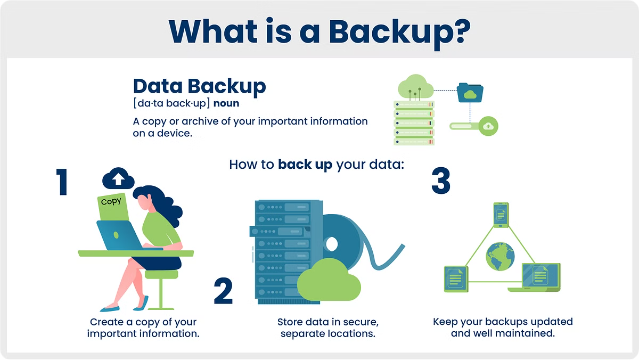 What is a Backup?
Data Backup
[da·ta back·up] noun
A copy or archive of your important information
on a device.
How to back up your data:
1
Copy
Create a copy of your
important information.
2
Store data in secure,
separate locations.
3
Keep your backups updated
and well maintained.